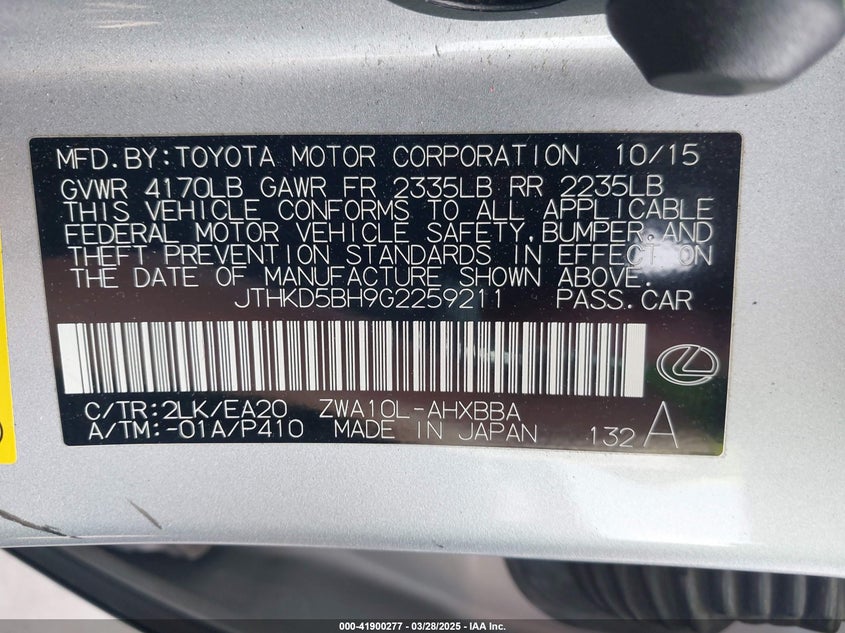 MFD.BY:TOYOTA MOTOR CORPORATION 10/15
GVWR 4170LB GAWR FR 2335LB RR 2235LB
THIS VEHICLE CONFORMS TO ALL APPLICABLE
FEDERAL MOTOR VEHICLE SAFETY,BUMPER,AND
THEFT PREVENTION STANDARDS IN EFFECT ON
THE DATE OF MANUFACTURE SHOWN ABOVE.
JTHKD5BH9G2259211 PASS.CAR
C/TR:2LK/EA20 ZWA10L-AHXBBA
A/TM:-01A/P410 MADE IN JAPAN 132 A
000-41900277 - 03/28/2025 - IAA Inc.